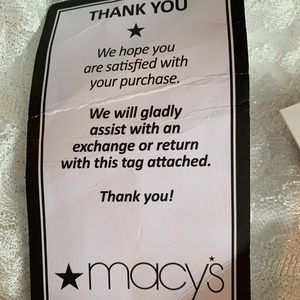 THANK YOU
★
We hope you
are satisfied with
your purchase.
We will gladly
assist with an
exchange or return
with this tag attached.
Thank you!
★macy's